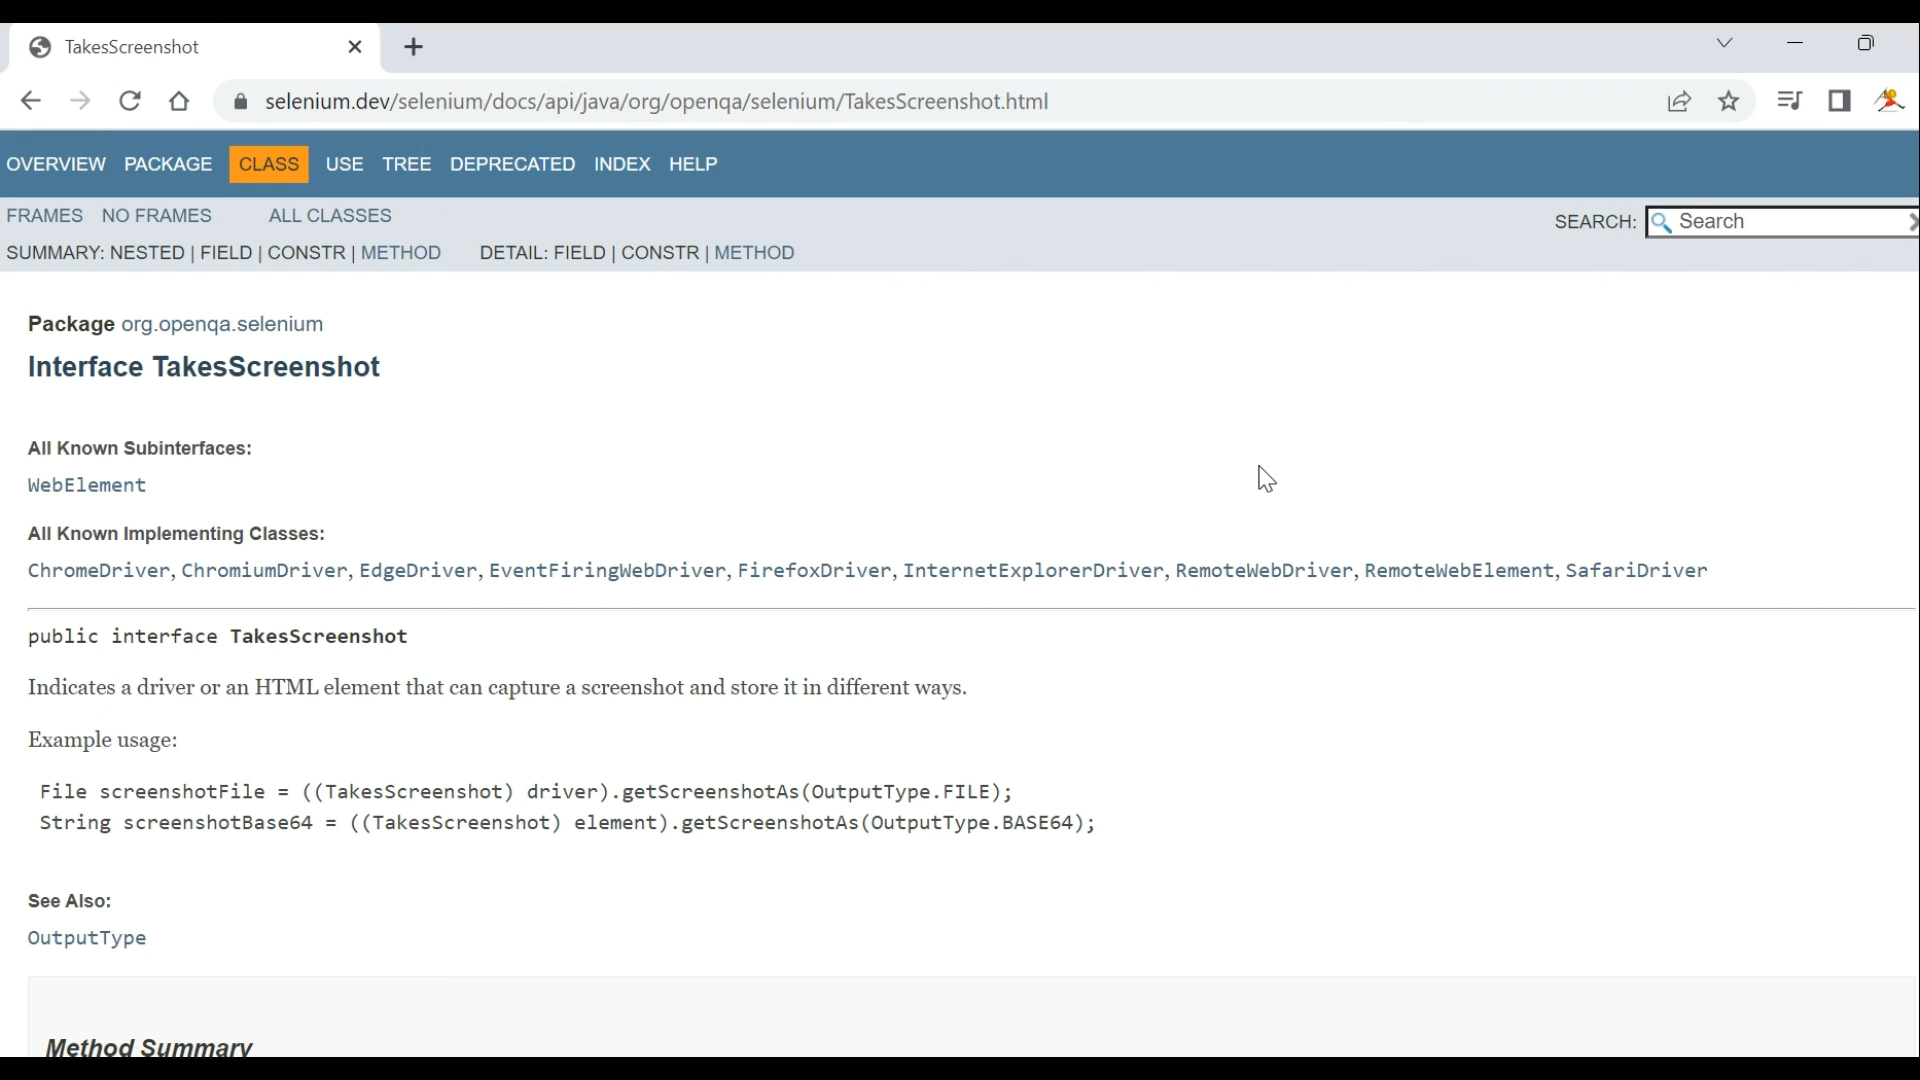 TakesScreenshot
selenium.dev/selenium/docs/api/java/org/openqa/selenium/TakesScreenshot.html
OVERVIEW PACKAGE CLASS USE TREE DEPRECATED INDEX HELP
FRAMES NO FRAMES ALL CLASSES
SEARCH: Search
SUMMARY: NESTED | FIELD | CONSTR | METHOD DETAIL: FIELD | CONSTR | METHOD
Package org.openqa.selenium
Interface TakesScreenshot
All Known Subinterfaces:
WebElement
All Known Implementing Classes:
ChromeDriver, ChromiumDriver, EdgeDriver, EventFiringWebDriver, FirefoxDriver, InternetExplorerDriver, RemoteWebDriver, RemoteWebElement, SafariDriver
public interface TakesScreenshot
Indicates a driver or an HTML element that can capture a screenshot and store it in different ways.
Example usage:
File screenshotFile = ((TakesScreenshot) driver).getScreenshotAs(OutputType.FILE);
String screenshotBase64 = ((TakesScreenshot) element).getScreenshotAs(OutputType.BASE64);
See Also:
OutputType
Method Summary